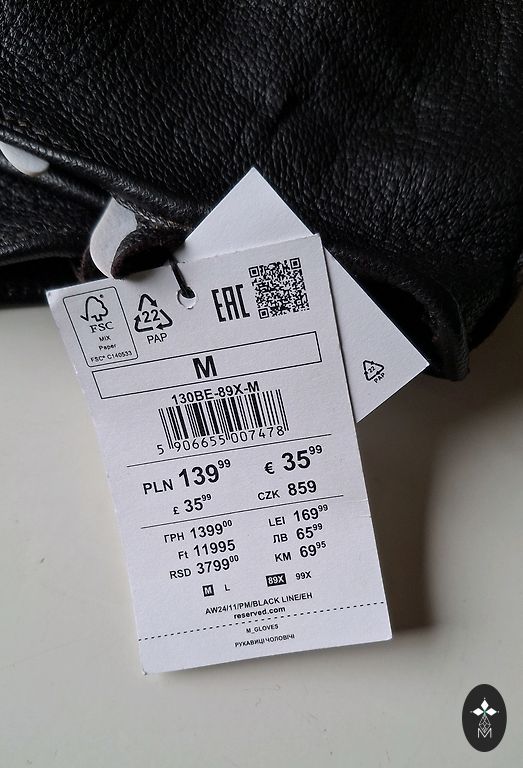 FSC
MIX
Paper
FSC® C140533
22
PAP
EAC
22
PAP
M
130BE-89X-M
5 906655 007478
PLN 139⁹⁹ € 35⁹⁹
£ 35⁹⁹ CZK 859
ГРН 1399⁰⁰ LEI 169⁹⁹
Ft 11995 ЛВ 65⁹⁹
RSD 3799⁰⁰ KM 69⁹⁵
M L 89X 99X
AW24/11/PM/BLACK LINE/EH
reserved.com
M_GLOVES
РУКАВИЦІ ЧОЛОВІЧІ
M